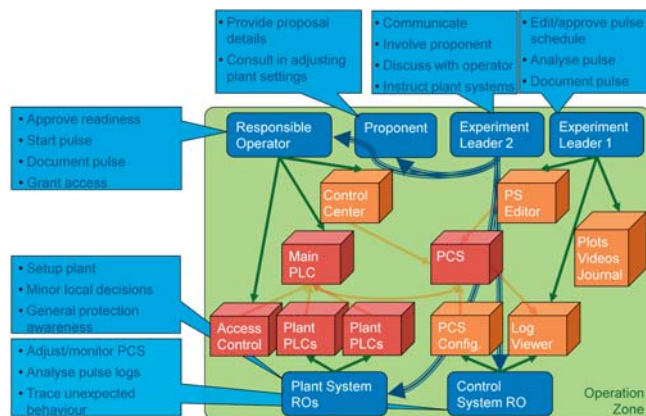 • Provide proposal
details
• Consult in adjusting
plant settings
• Communicate
• Involve proponent
• Discuss with operator
• Instruct plant systems
• Edit/approve pulse
schedule
• Analyse pulse
• Document pulse
• Approve readiness
• Start pulse
• Document pulse
• Grant access
Responsible
Operator
Proponent
Experiment
Leader 2
Experiment
Leader 1
Control
Center
PS
Editor
Main
PLC
PCS
Plots
Videos
Journal
• Setup plant
• Minor local decisions
• General protection
awareness
Access
Control
Plant
PLCs
Plant
PLCs
PCS
Config.
Log
Viewer
• Adjust/monitor PCS
• Analyse pulse logs
• Trace unexpected
behaviour
Plant System
ROs
Control
System RO
Operation
Zone